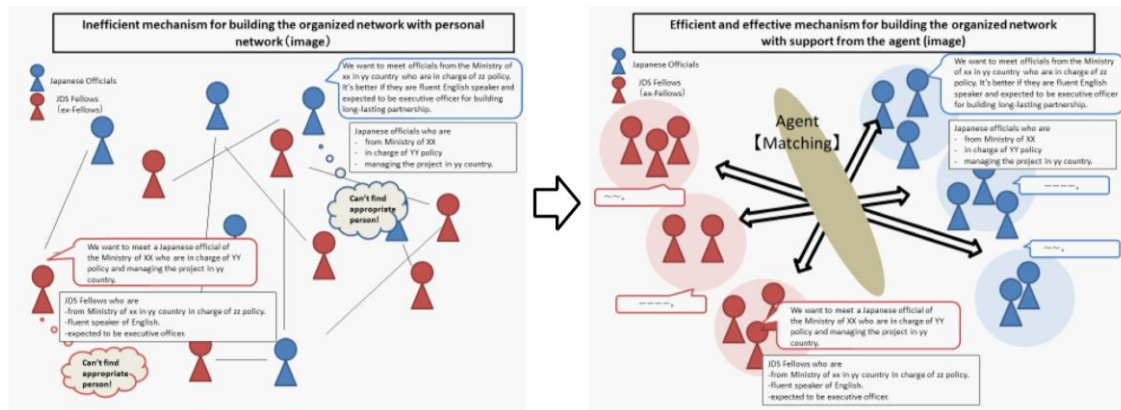 Inefficient mechanism for building the organized network with personal
network（image）
Japanese Officials
JDS Fellows
（ex-Fellows）
We want to meet officials from the Ministry
of xx in yy country who are in charge of zz policy.
It's better if they are fluent English
speaker and expected to be executive officer for building
long-lasting partnership.
Japanese officials who are
- from Ministry of XX
- in charge of YY policy
- managing the project in yy country.
Can't find
appropriate
person!
We want to meet a Japanese official of
the Ministry of XX who are in charge of YY
policy and managing the project in yy
country.
JDS Fellows who are
-from Ministry of xx in yy country in charge of zz policy.
-fluent speaker of English.
-expected to be executive officer.
Can't find
appropriate
person!
Efficient and effective mechanism for building the organized network
with support from the agent (image)
Japanese Officials
JDS Fellows
(ex-Fellows)
We want to meet officials from the Ministry
of xx in yy country who are in charge of zz
policy. It's better if they are fluent English
speaker and expected to be executive officer
for building long-lasting partnership.
Agent
【Matching】
Japanese officials who are
- from Ministry of XX
- in charge of YY policy
- managing the project in yy country.
～～,
－－－－,
～～,
－－－－,
We want to meet a Japanese official of
the Ministry of XX who are in charge of YY
policy and managing the project in yy
country.
JDS Fellows who are
-from Ministry of xx in yy country in charge of zz policy.
-fluent speaker of English.
-expected to be executive officer.